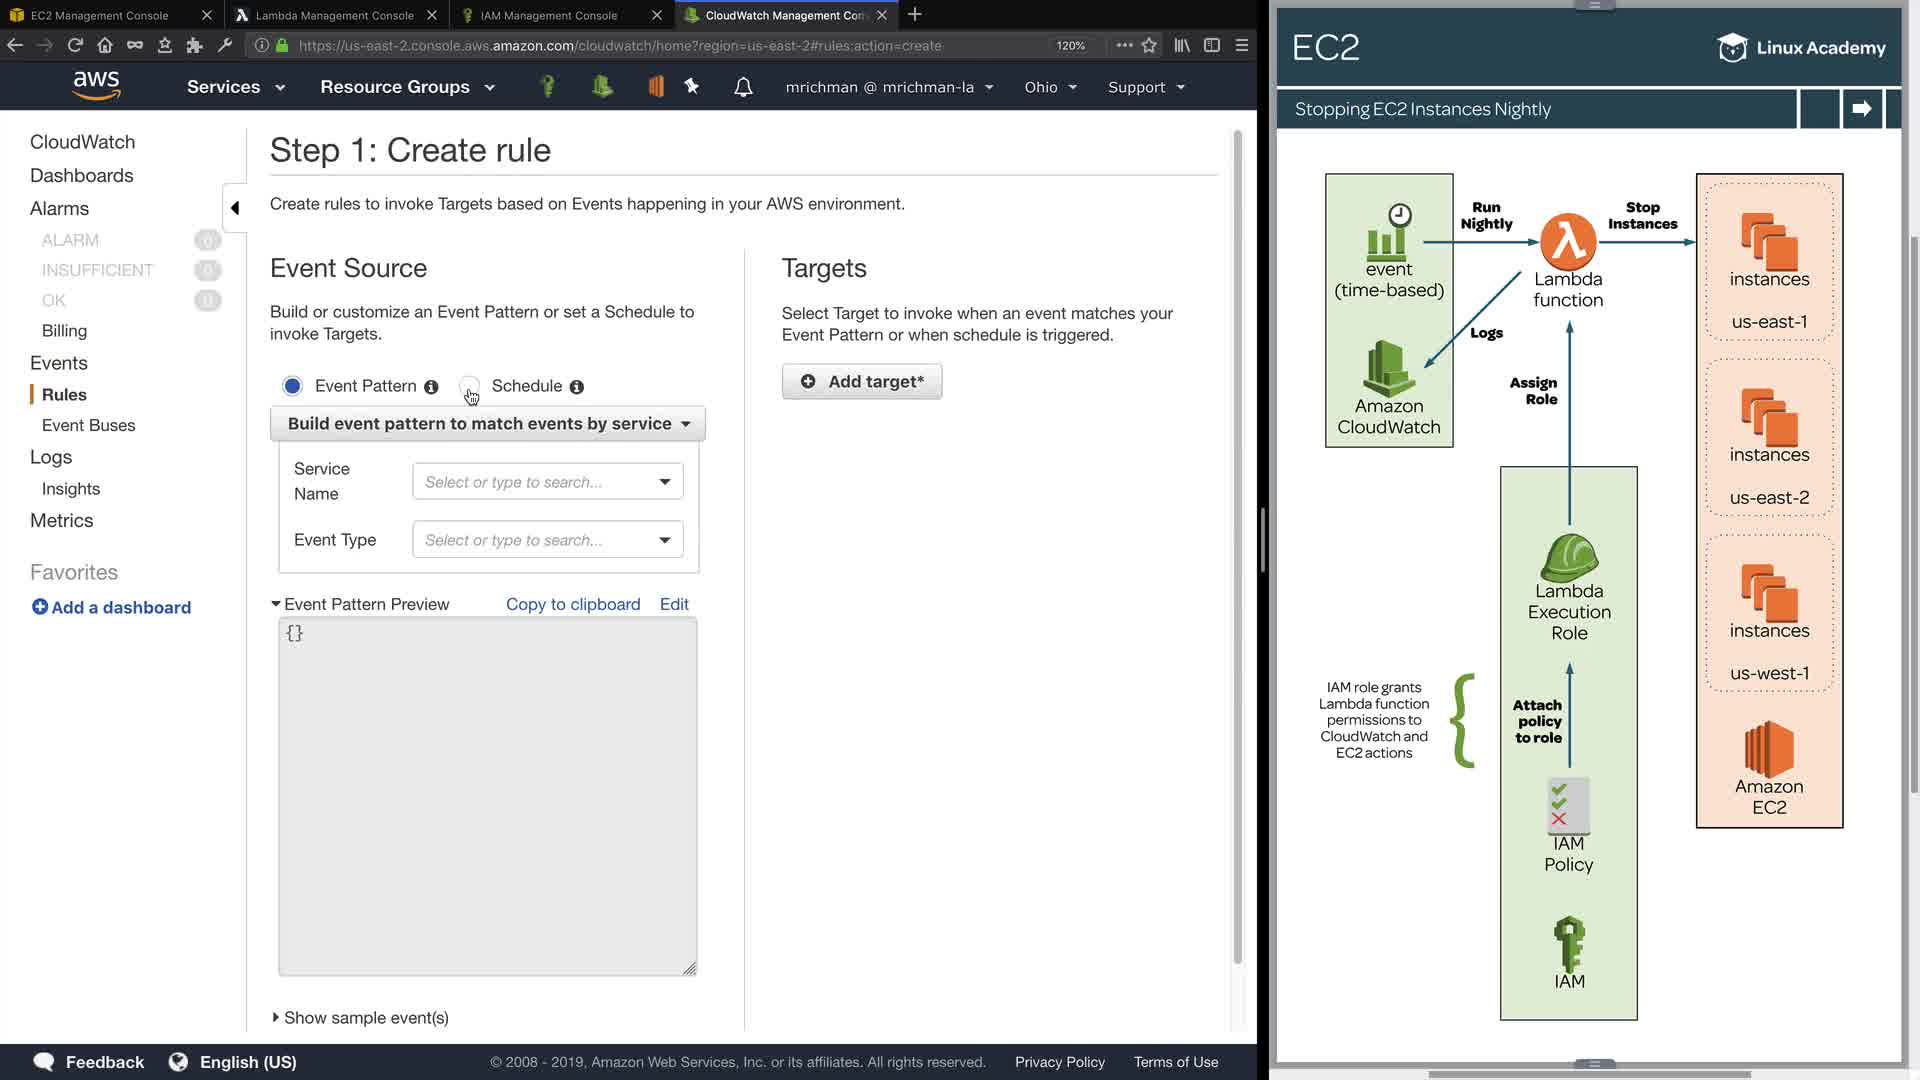 EC2 Management Console
Lambda Management Console
IAM Management Console
CloudWatch Management Con
https://us-east-2.console.aws.amazon.com/cloudwatch/home?region=us-east-2#rules:action=create
120%
aws
Services
Resource Groups
mrichman @ mrichman-la
Ohio
Support
CloudWatch
Dashboards
Alarms
ALARM
0
INSUFFICIENT
0
OK
0
Billing
Events
Rules
Event Buses
Logs
Insights
Metrics
Favorites
Add a dashboard
Step 1: Create rule
Create rules to invoke Targets based on Events happening in your AWS environment.
Event Source
Build or customize an Event Pattern or set a Schedule to
invoke Targets.
Event Pattern
Schedule
Build event pattern to match events by service
Service
Name
Select or type to search...
Event Type
Select or type to search...
Event Pattern Preview
Copy to clipboard
Edit
{}
Show sample event(s)
Targets
Select Target to invoke when an event matches your
Event Pattern or when schedule is triggered.
Add target*
Feedback
English (US)
© 2008 - 2019, Amazon Web Services, Inc. or its affiliates. All rights reserved.
Privacy Policy
Terms of Use
EC2
Linux Academy
Stopping EC2 Instances Nightly
event
(time-based)
Run
Nightly
Lambda
function
Stop
Instances
Logs
Amazon
CloudWatch
Assign
Role
Lambda
Execution
Role
IAM role grants
Lambda function
permissions to
CloudWatch and
EC2 actions
Attach
policy
to role
IAM
Policy
IAM
instances
us-east-1
instances
us-east-2
instances
us-west-1
Amazon
EC2